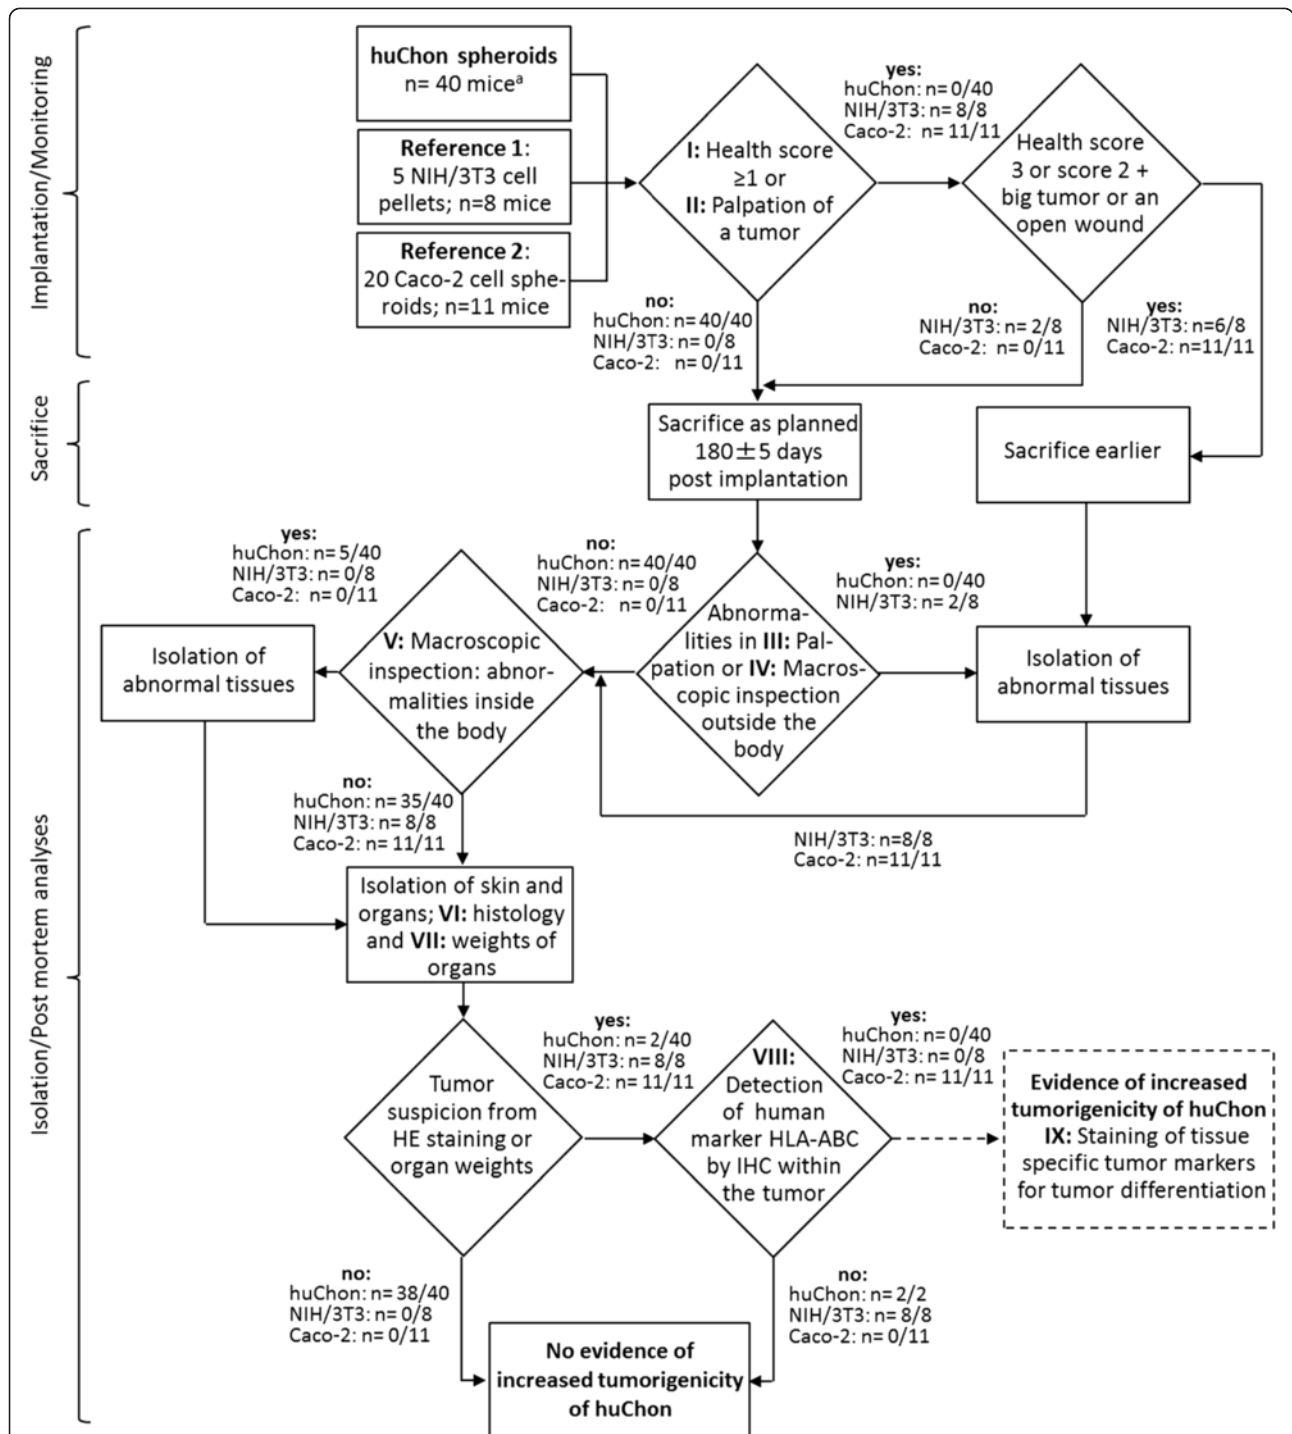 Implantation/Monitoring
huChon spheroids
n= 40 miceᵃ
Reference 1:
5 NIH/3T3 cell
pellets; n=8 mice
Reference 2:
20 Caco-2 cell sphe-
roids; n=11 mice
I: Health score
≥1 or
II: Palpation of
a tumor
yes:
huChon: n= 0/40
NIH/3T3: n= 8/8
Caco-2: n= 11/11
Health score
3 or score 2 +
big tumor or an
open wound
no:
huChon: n= 40/40
NIH/3T3: n= 0/8
Caco-2: n= 0/11
no:
NIH/3T3: n= 2/8
Caco-2: n= 0/11
yes:
NIH/3T3: n=6/8
Caco-2: n=11/11
Sacrifice
Sacrifice as planned
180±5 days
post implantation
Sacrifice earlier
Isolation/Post mortem analyses
yes:
huChon: n= 5/40
NIH/3T3: n= 0/8
Caco-2: n= 0/11
no:
huChon: n= 40/40
NIH/3T3: n= 0/8
Caco-2: n= 0/11
yes:
huChon: n= 0/40
NIH/3T3: n= 2/8
Isolation of
abnormal tissues
V: Macroscopic
inspection: abnor-
malities inside
the body
Abnorma-
lities in III: Pal-
pation or IV: Macros-
copic inspection
outside the
body
Isolation of
abnormal tissues
no:
huChon: n= 35/40
NIH/3T3: n= 8/8
Caco-2: n= 11/11
NIH/3T3: n=8/8
Caco-2: n=11/11
Isolation of skin and
organs; VI: histology
and VII: weights of
organs
Tumor
suspicion from
HE staining or
organ weights
yes:
huChon: n= 2/40
NIH/3T3: n= 8/8
Caco-2: n= 11/11
VIII:
Detection
of human
marker HLA-ABC
by IHC within
the tumor
yes:
huChon: n= 0/40
NIH/3T3: n= 0/8
Caco-2: n= 11/11
Evidence of increased
tumorigenicity of huChon
IX: Staining of tissue
specific tumor markers
for tumor differentiation
no:
huChon: n= 38/40
NIH/3T3: n= 0/8
Caco-2: n= 0/11
no:
huChon: n= 2/2
NIH/3T3: n= 8/8
Caco-2: n= 0/11
No evidence of
increased tumorigenicity
of huChon